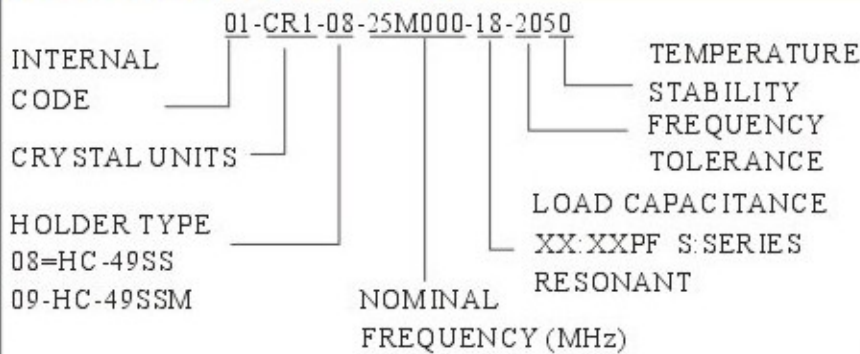 01-CR1-08-25M000-18-2050
INTERNAL
CODE
CRYSTAL UNITS
HOLDER TYPE
08=HC-49SS
09-HC-49SSM
NOMINAL
FREQUENCY (MHz)
LOAD CAPACITANCE
XX:XXPF S:SERIES
RESONANT
TEMPERATURE
STABILITY
FREQUENCY
TOLERANCE